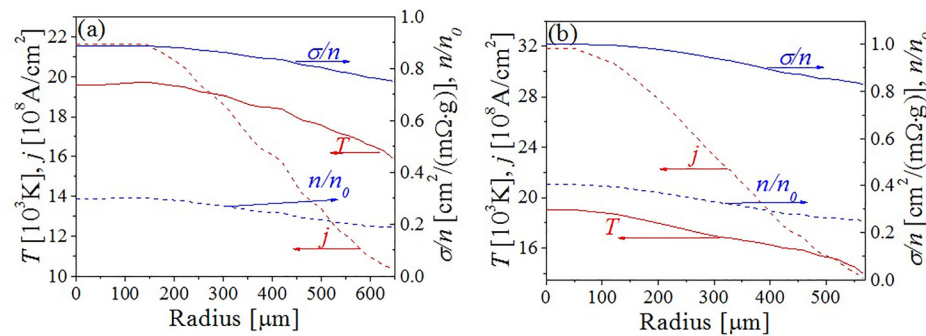 (a)
T [10³K], j [10⁸A/cm²]
22
20
18
16
14
12
10
0 100 200 300 400 500 600
Radius [μm]
σ/n
T
n/n₀
j
1.0
0.8
0.6
0.4
0.2
0.0
σ/n [cm²/(mΩ·g)], n/n₀
(b)
T [10³K], j [10⁸A/cm²]
32
28
24
20
16
0 100 200 300 400 500
Radius [μm]
σ/n
j
n/n₀
T
1.0
0.8
0.6
0.4
0.2
0.0
σ/n [cm²/(mΩ·g)], n/n₀